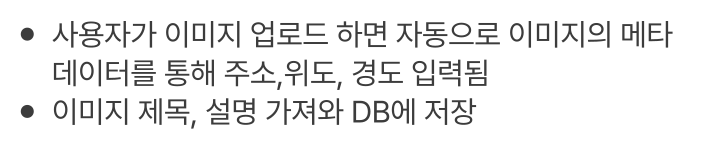 • 사용자가 이미지 업로드 하면 자동으로 이미지의 메타
데이터를 통해 주소,위도, 경도 입력됨
• 이미지 제목, 설명 가져와 DB에 저장